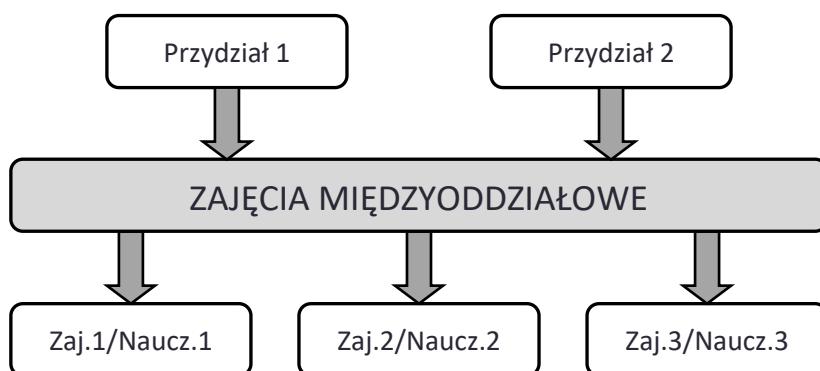 Przydział 1
Przydział 2
ZAJĘCIA MIĘDZYODDZIAŁOWE
Zaj.1/Naucz.1
Zaj.2/Naucz.2
Zaj.3/Naucz.3